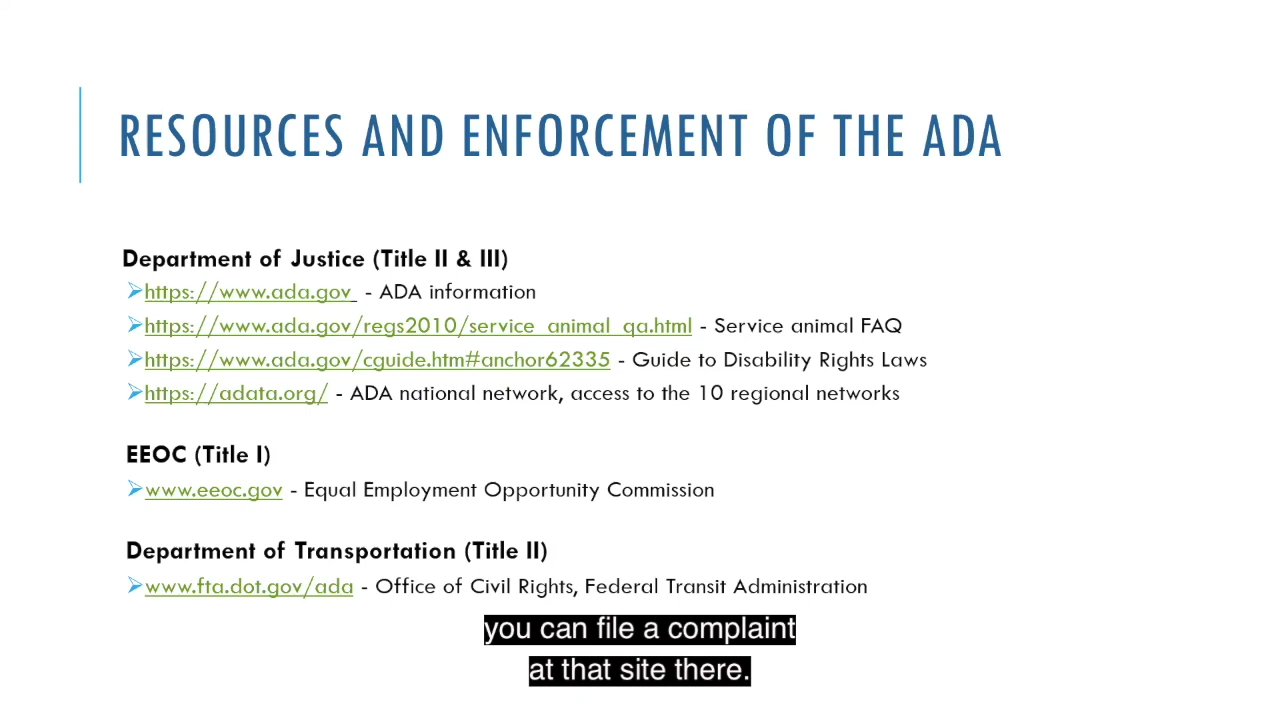 RESOURCES AND ENFORCEMENT OF THE ADA
Department of Justice (Title II & III)
➢https://www.ada.gov - ADA information
➢https://www.ada.gov/regs2010/service_animal_qa.html - Service animal FAQ
➢https://www.ada.gov/cguide.htm#anchor62335 - Guide to Disability Rights Laws
➢https://adata.org/ - ADA national network, access to the 10 regional networks
EEOC (Title I)
➢www.eeoc.gov - Equal Employment Opportunity Commission
Department of Transportation (Title II)
➢www.fta.dot.gov/ada - Office of Civil Rights, Federal Transit Administration
you can file a complaint
at that site there.